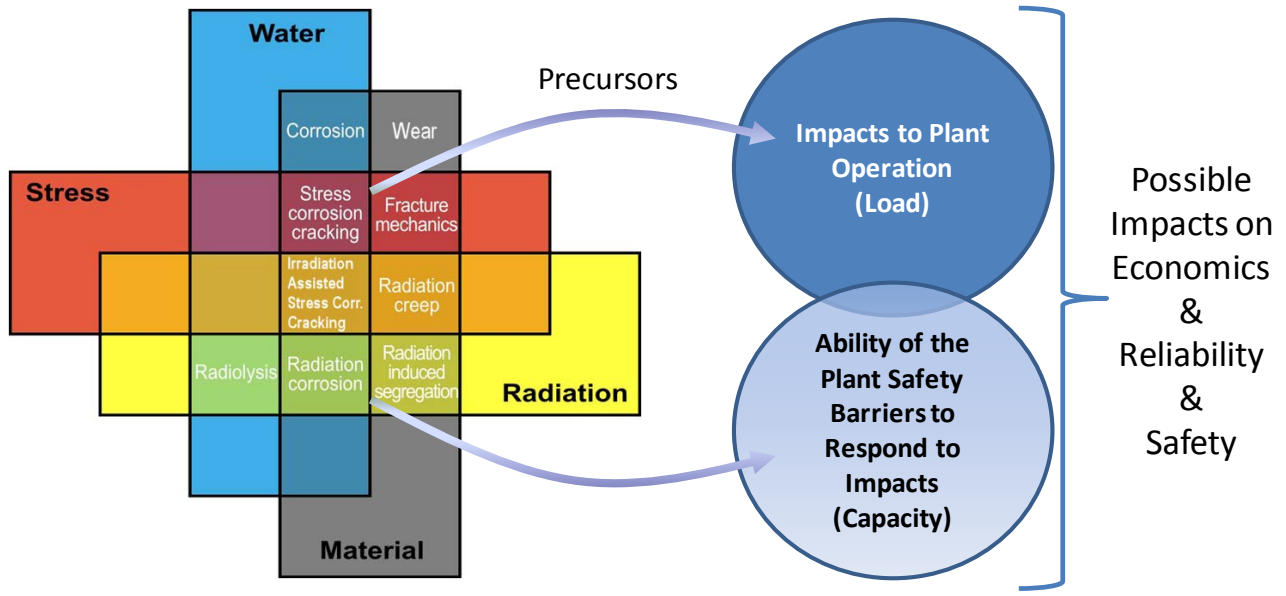 Water
Corrosion
Wear
Stress
Stress
corrosion
cracking
Fracture
mechanics
Irradiation
Assisted
Stress Corr.
Cracking
Radiation
creep
Radiolysis
Radiation
corrosion
Radiation
induced
segregation
Radiation
Material
Precursors
Impacts to Plant
Operation
(Load)
Ability of the
Plant Safety
Barriers to
Respond to
Impacts
(Capacity)
Possible
Impacts on
Economics
&
Reliability
&
Safety